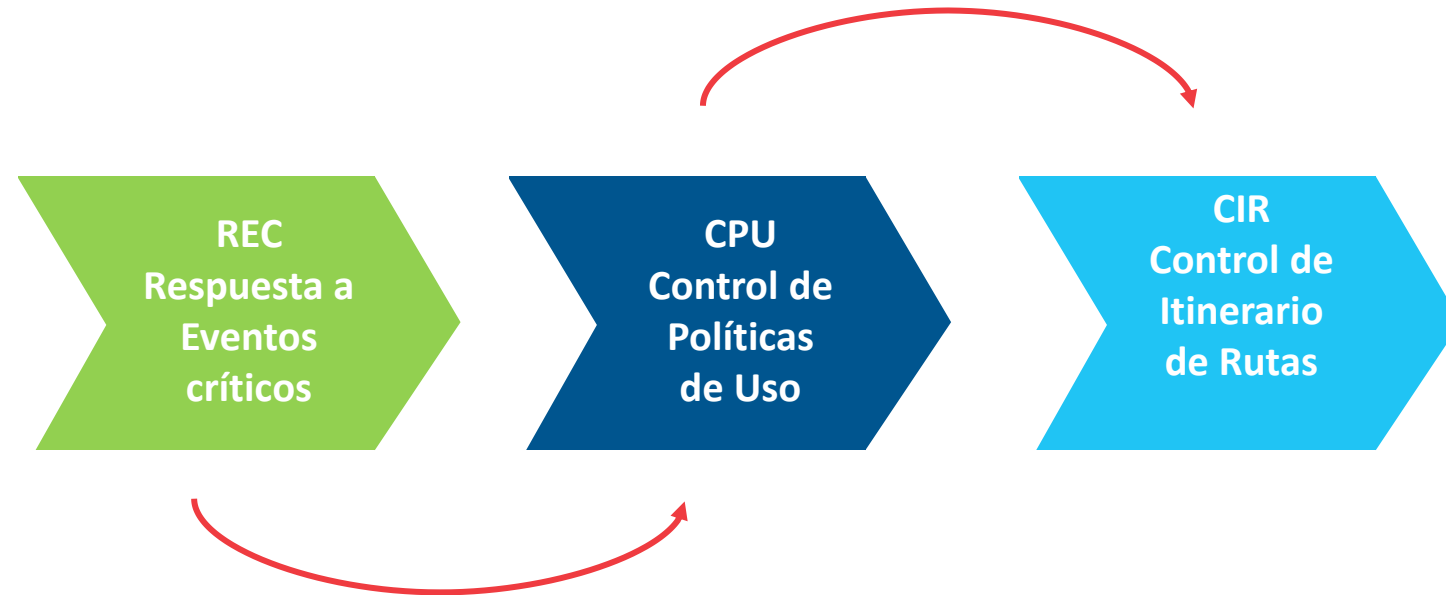 REC
Respuesta a
Eventos
críticos
CPU
Control de
Políticas
de Uso
CIR
Control de
Itinerario
de Rutas